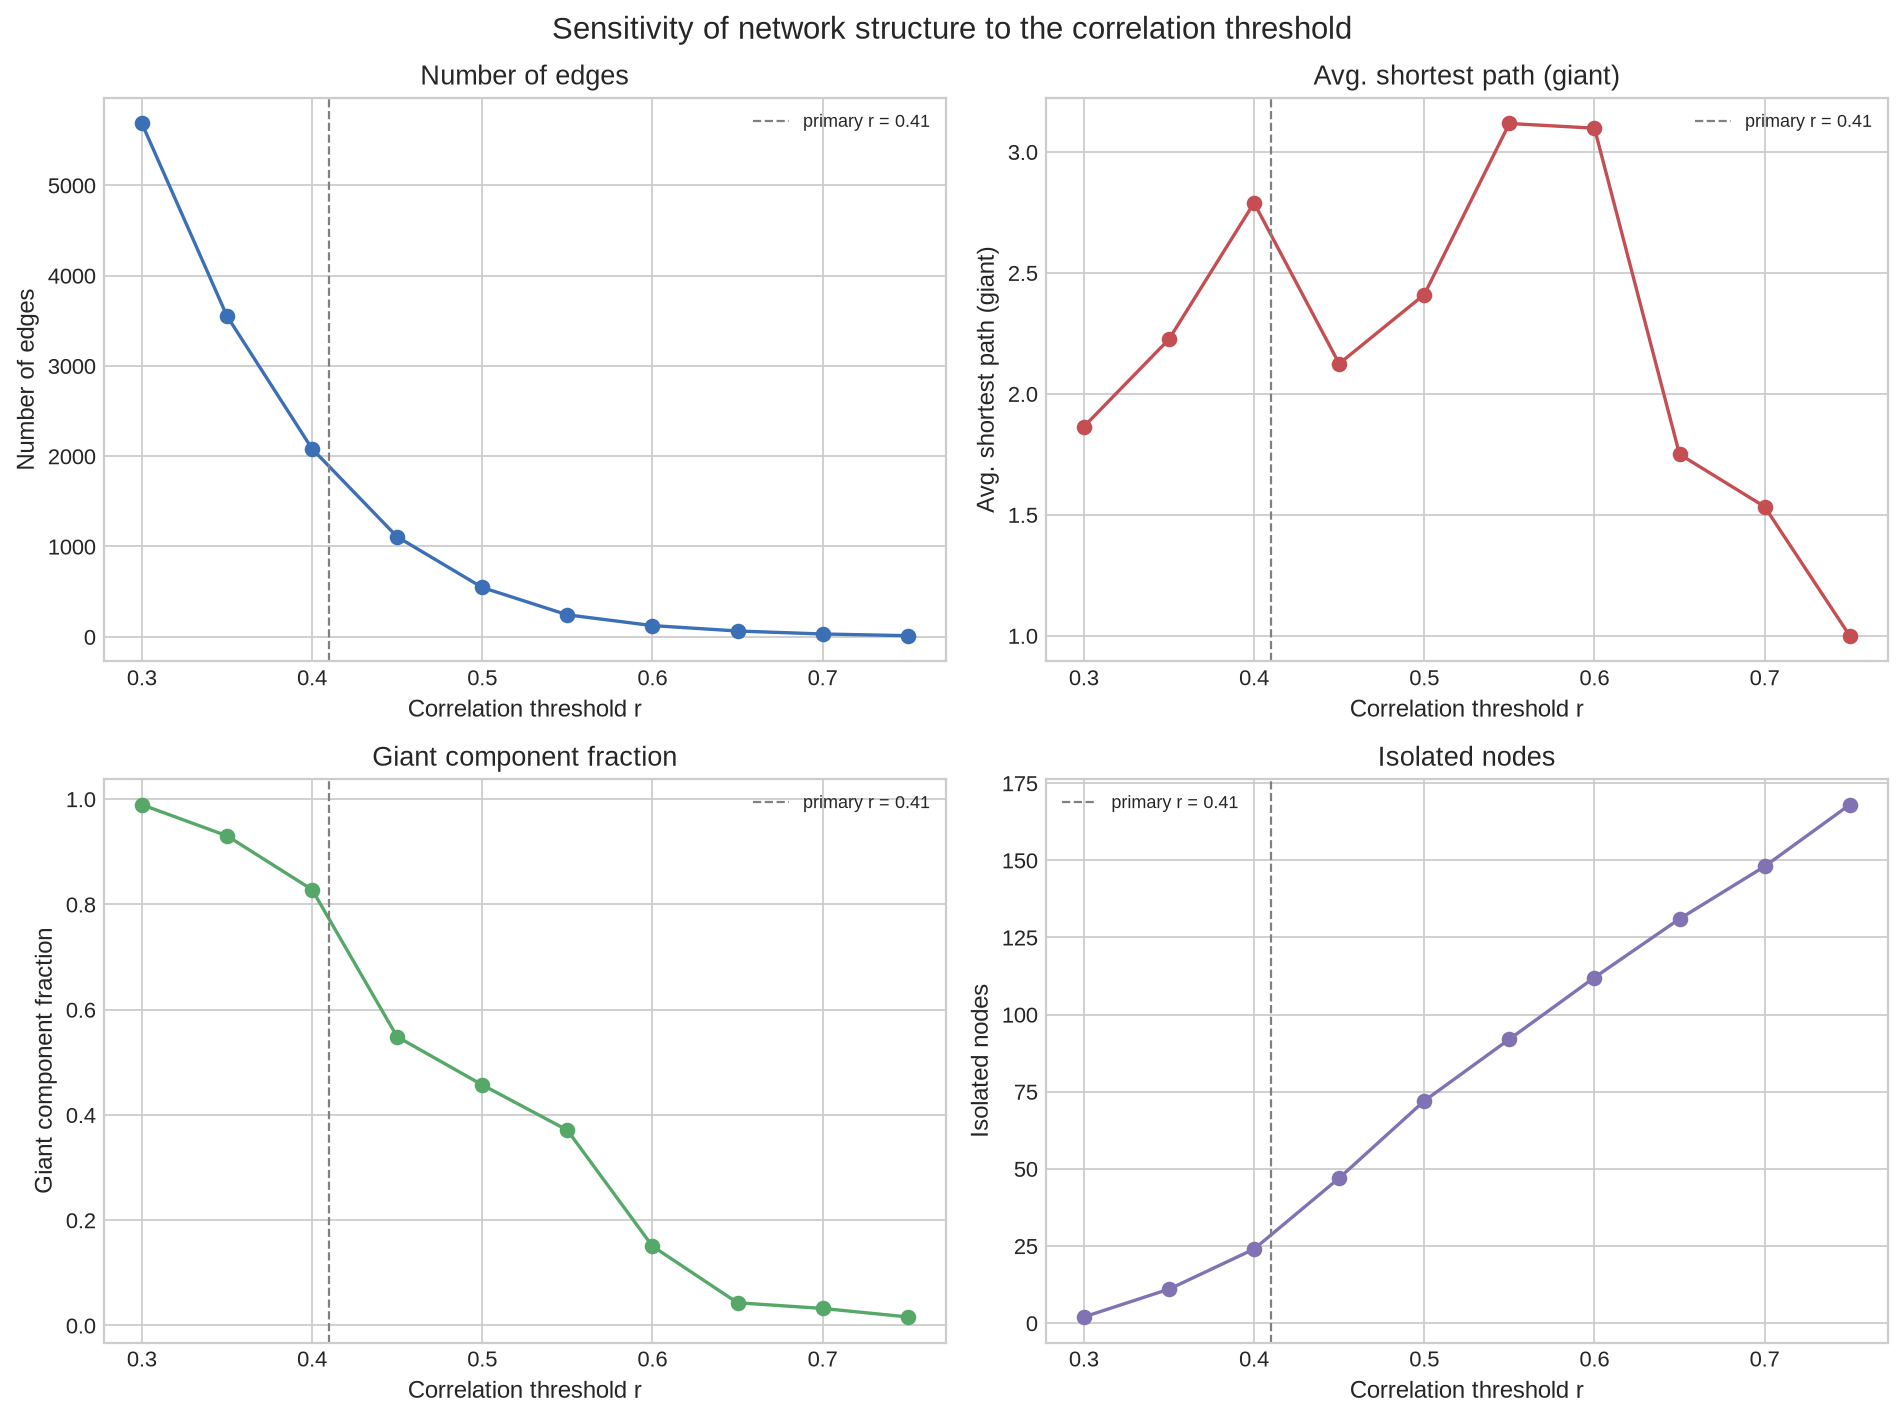 Sensitivity of network structure to the correlation threshold
Number of edges
Number of edges
5000
4000
3000
2000
1000
0
primary r = 0.41
0.3 0.4 0.5 0.6 0.7
Correlation threshold r
Avg. shortest path (giant)
Avg. shortest path (giant)
3.0
2.5
2.0
1.5
1.0
primary r = 0.41
0.3 0.4 0.5 0.6 0.7
Correlation threshold r
Giant component fraction
Giant component fraction
1.0
0.8
0.6
0.4
0.2
0.0
primary r = 0.41
0.3 0.4 0.5 0.6 0.7
Correlation threshold r
Isolated nodes
Isolated nodes
175
150
125
100
75
50
25
0
primary r = 0.41
0.3 0.4 0.5 0.6 0.7
Correlation threshold r